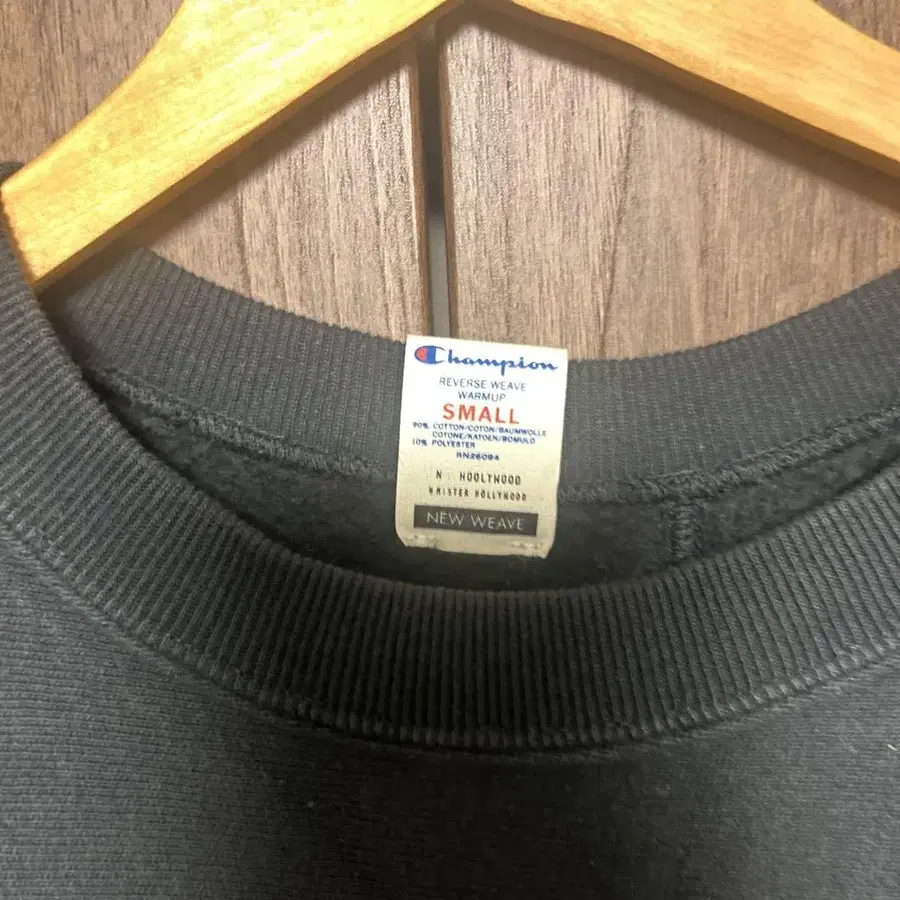 Champion
REVERSE WEAVE
WARMUP
SMALL
90% COTTON/COTON/BAUMWOLLE
COTONE/KATOEN/BOMULD
10% POLYESTER
RN26094
N. HOOLYWOOD
MISTER HOLLYWOOD
NEW WEAVE